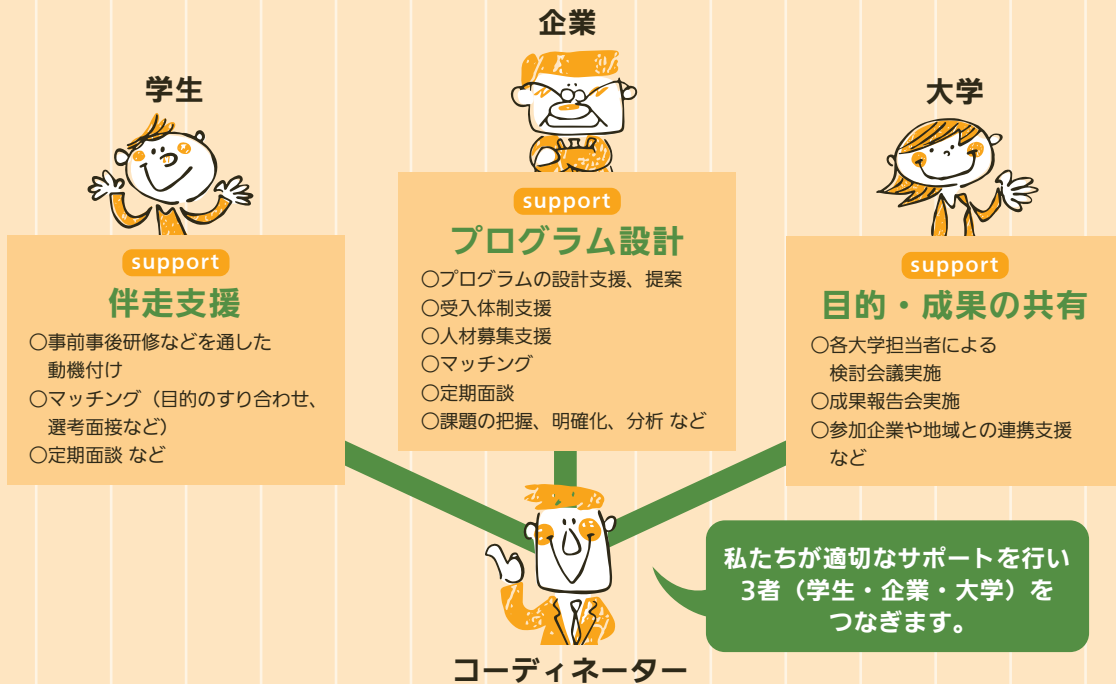 学生
support
伴走支援
○事前事後研修などを通した
動機付け
○マッチング（目的のすり合わせ、
選考面接など）
○定期面談 など
企業
support
プログラム設計
○プログラムの設計支援、提案
○受入体制支援
○人材募集支援
○マッチング
○定期面談
○課題の把握、明確化、分析 など
大学
support
目的・成果の共有
○各大学担当者による
検討会議実施
○成果報告会実施
○参加企業や地域との連携支援
など
私たちが適切なサポートを行い
3者（学生・企業・大学）を
つなぎます。
コーディネーター